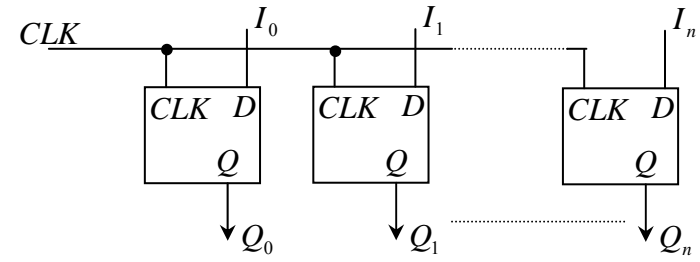 CLK I₀ I₁ Iₙ
CLK D CLK D CLK D
Q Q Q
Q₀ Q₁ Qₙ